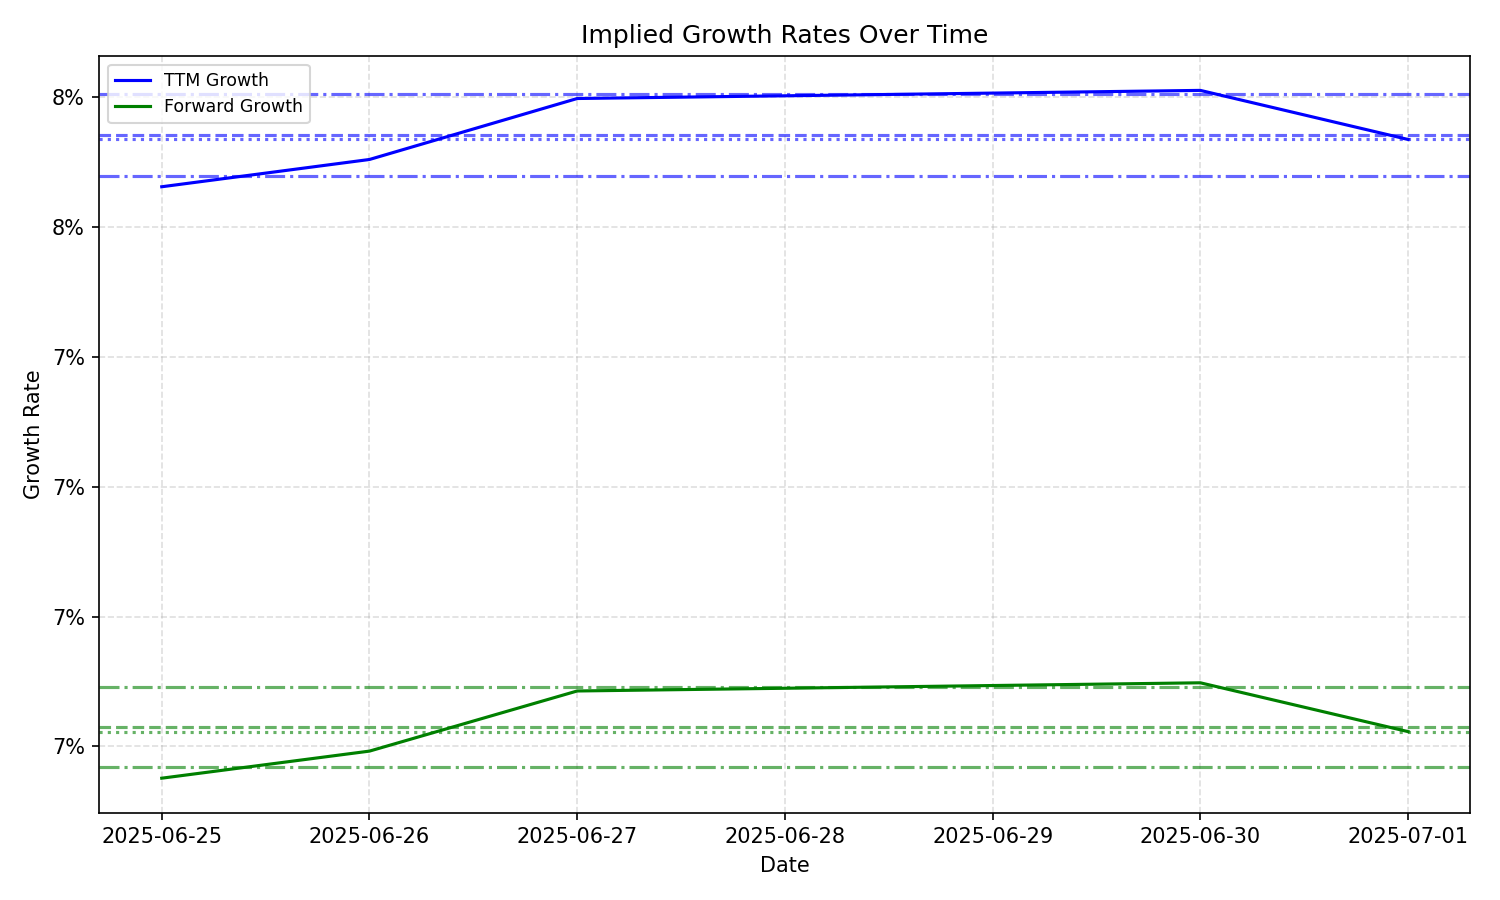 Implied Growth Rates Over Time
TTM Growth
Forward Growth
8%
8%
7%
7%
7%
7%
Growth Rate
2025-06-25
2025-06-26
2025-06-27
2025-06-28
2025-06-29
2025-06-30
2025-07-01
Date